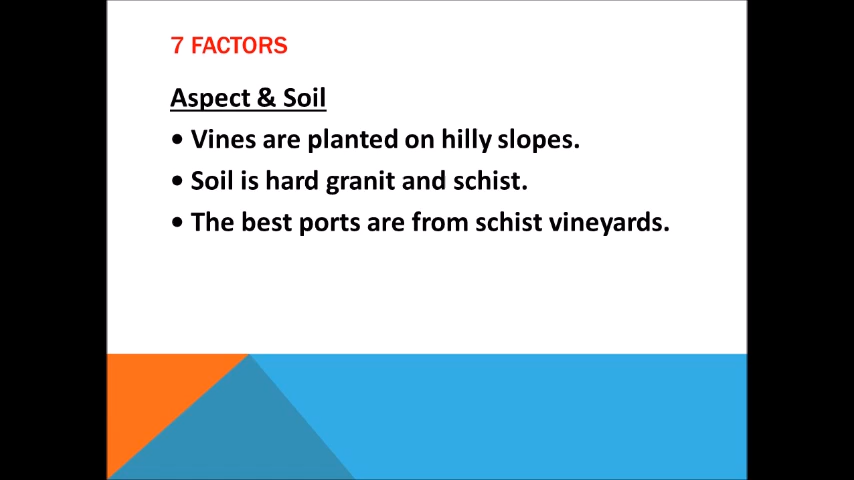 7 FACTORS
Aspect & Soil
• Vines are planted on hilly slopes.
• Soil is hard granit and schist.
• The best ports are from schist vineyards.